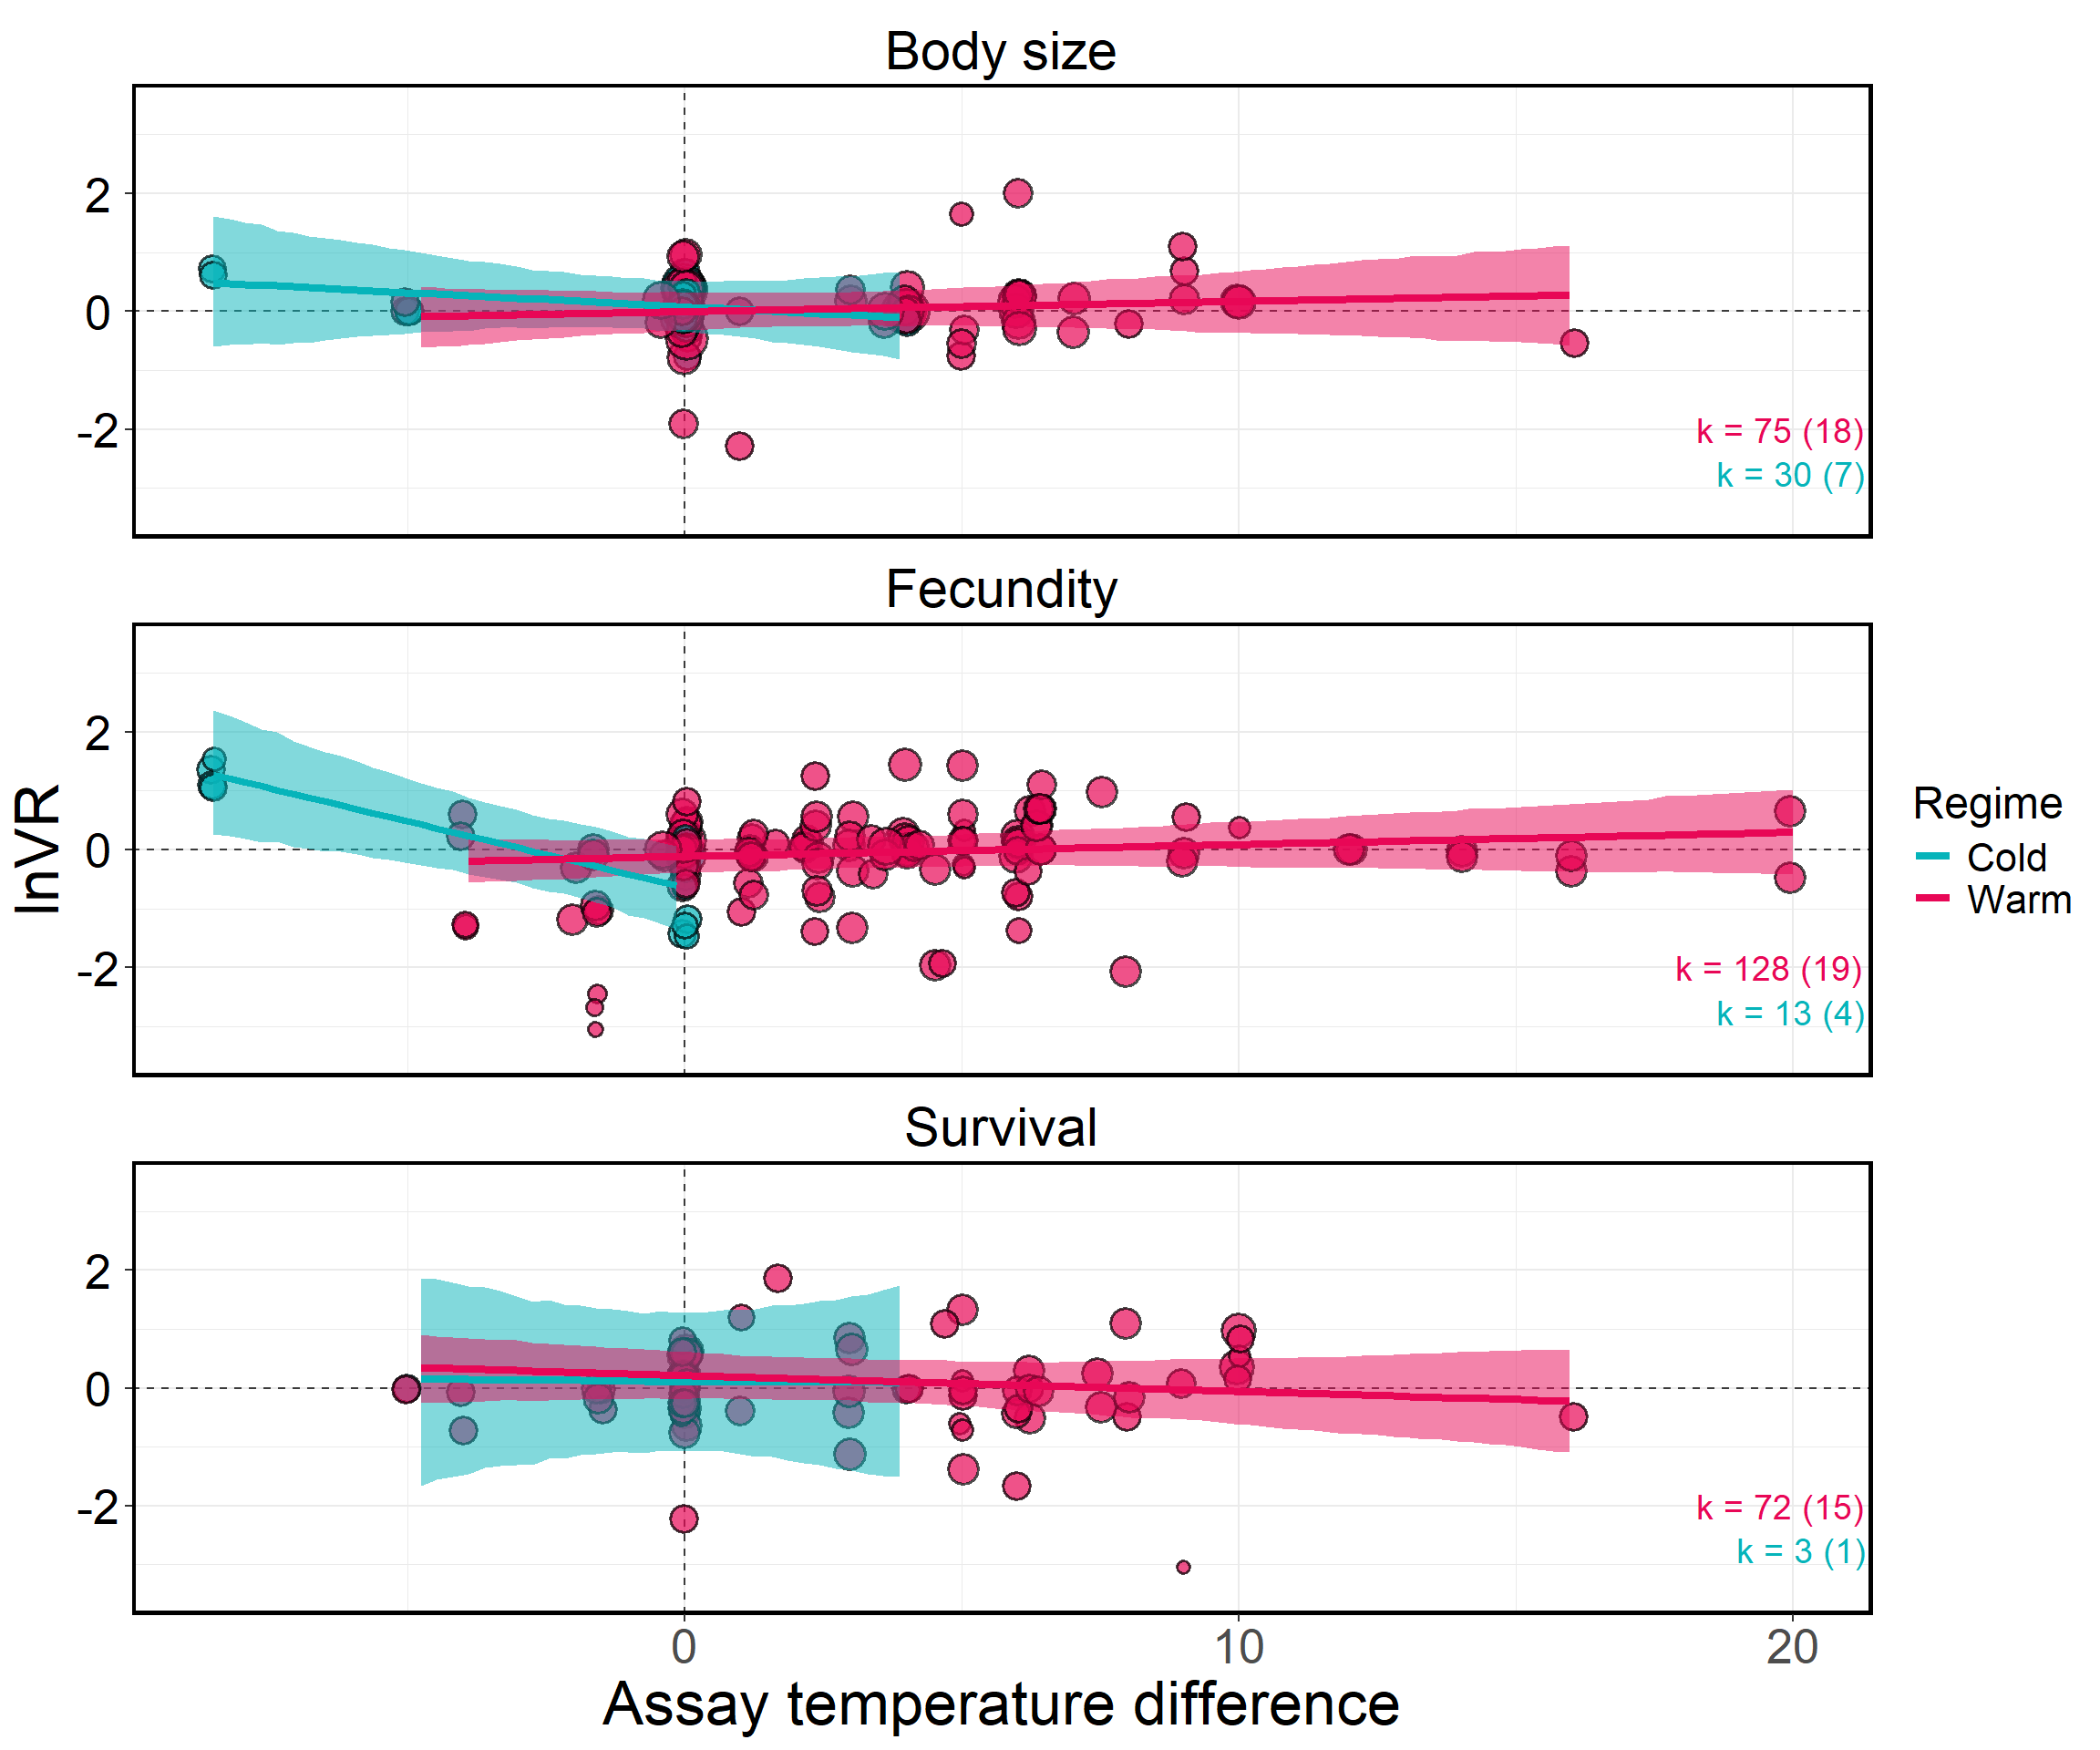 Body size
2
0
-2
k = 75 (18)
k = 30 (7)
Fecundity
2
0
-2
k = 128 (19)
k = 13 (4)
lnVR
Regime
Cold
Warm
Survival
2
0
-2
k = 72 (15)
k = 3 (1)
0 10 20
Assay temperature difference